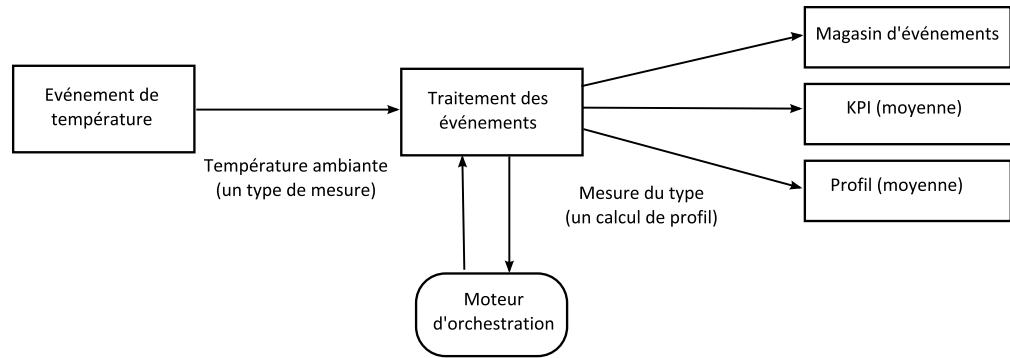 Magasin d'événements
Evénement de
température
Traitement des
événements
KPI (moyenne)
Température ambiante
(un type de mesure)
Mesure du type
(un calcul de profil)
Profil (moyenne)
Moteur
d'orchestration